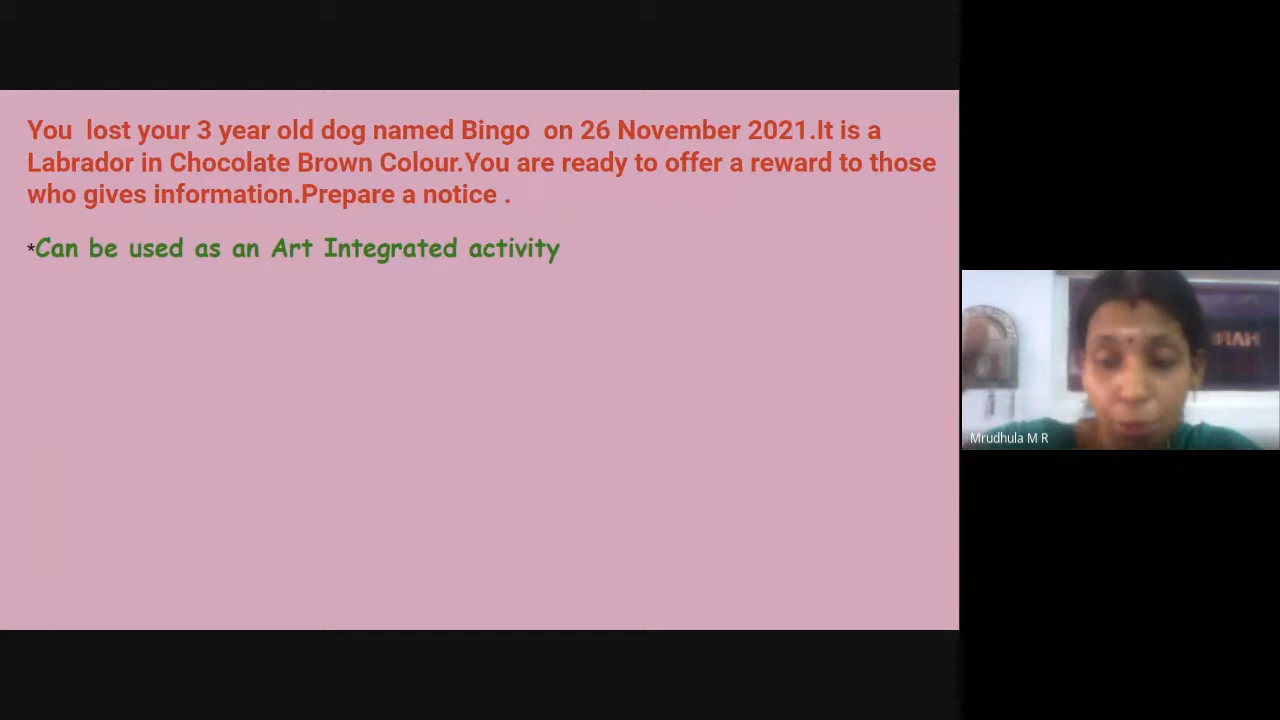 You lost your 3 year old dog named Bingo on 26 November 2021.It is a
Labrador in Chocolate Brown Colour.You are ready to offer a reward to those
who gives information.Prepare a notice .
*Can be used as an Art Integrated activity
Mrudhula M R